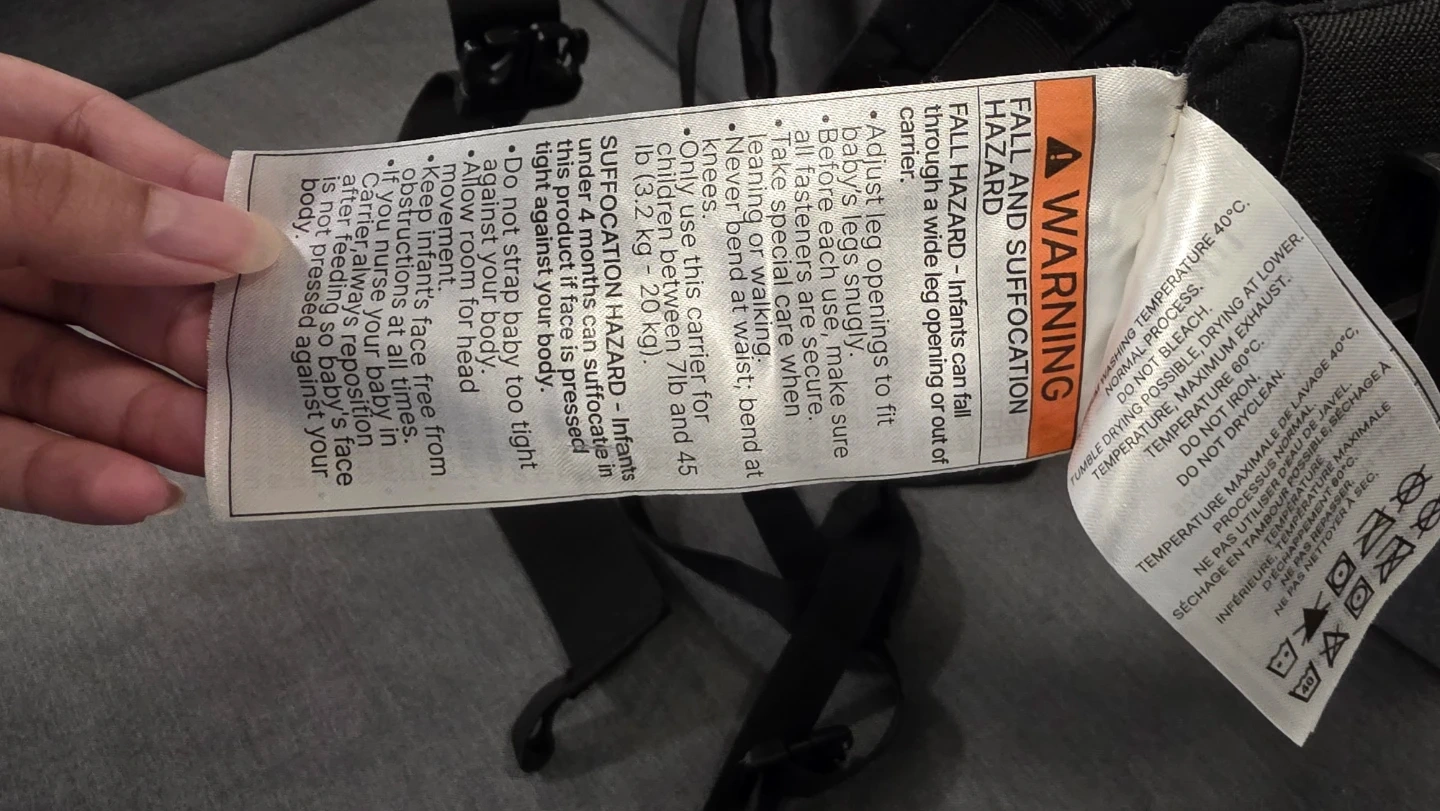 WARNING
FALL AND SUFFOCATION
HAZARD
FALL HAZARD - Infants can fall
through a wide leg opening or out of
carrier.
•Adjust leg openings to fit
baby's legs snugly.
•Before each use, make sure
all fasteners are secure.
•Take special care when
leaning or walking.
•Never bend at waist; bend at
knees.
•Only use this carrier for
children between 7lb and 45
lb (3.2 kg - 20 kg).
SUFFOCATION HAZARD - Infants
under 4 months can suffocate in
this product if face is pressed
tight against your body.
•Do not strap baby too tight
against your body.
•Allow room for head
movement.
•Keep infant's face free from
obstructions at all times.
•If you nurse your baby in
Carrier,always reposition
after feeding so baby's face
is not pressed against your
body.
WASHING TEMPERATURE 40°C.
NORMAL PROCESS.
DO NOT BLEACH.
TUMBLE DRYING POSSIBLE, DRYING AT LOWER.
TEMPERATURE, MAXIMUM EXHAUST.
TEMPERATURE 60°C.
DO NOT IRON.
DO NOT DRYCLEAN.
TEMPERATURE MAXIMALE DE LAVAGE 40°C,
PROCESSUS NORMAL.
NE PAS UTILISER D'EAU DE JAVEL.
SÉCHAGE EN TAMBOUR POSSIBLE,SÉCHAGE À
TEMPÉRATURE
INFÉRIEURE, TEMPÉRATURE MAXIMALE
D'ÉCHAPPEMENT 60°C.
NE PAS REPASSER.
NE PAS NETTOYER À SEC.
40